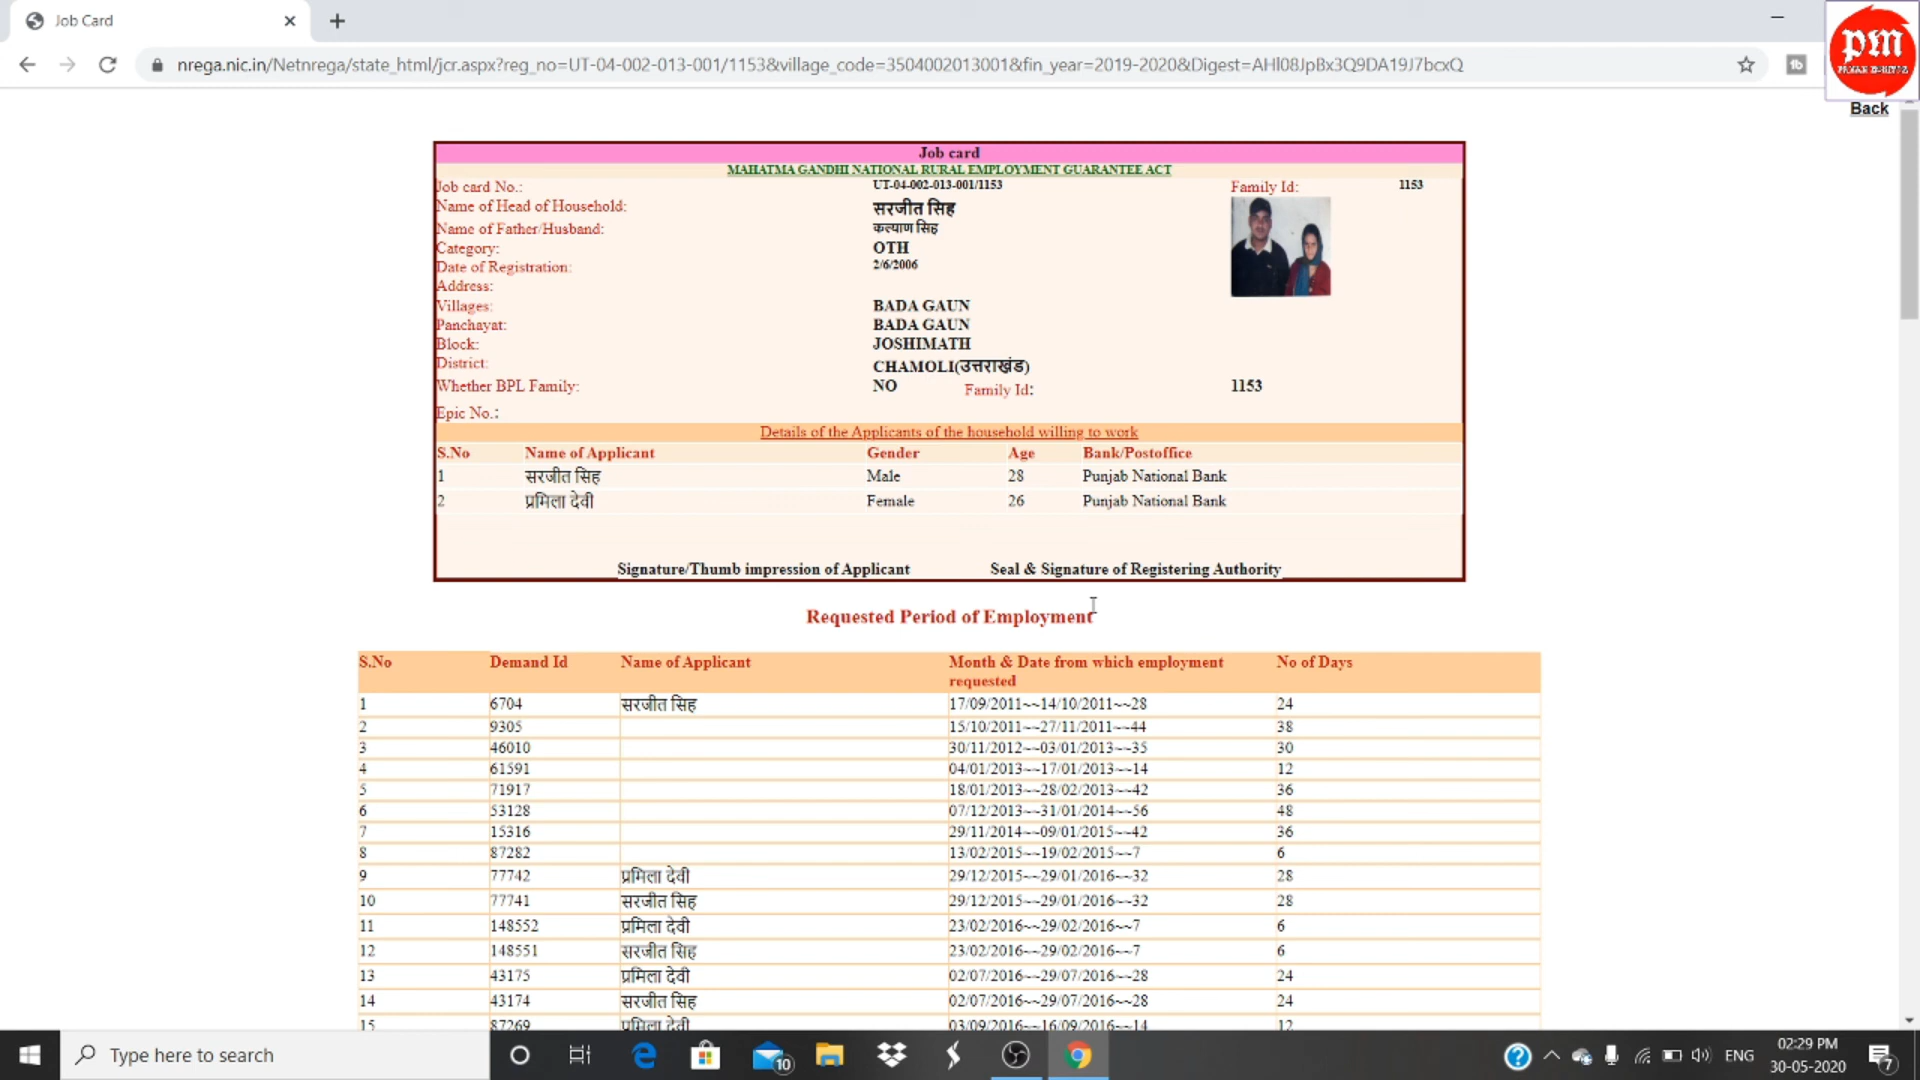 Job Card
pm
nrega.nic.in/Netnrega/state_html/jcr.aspx?reg_no=UT-04-002-013-001/1153&village_code=3504002013001&fin_year=2019-2020&Digest=AHl08JpBx3Q9DA19J7bcxQ
Back
Job card
MAHATMA GANDHI NATIONAL RURAL EMPLOYMENT GUARANTEE ACT
Job card No.: UT-04-002-013-001/1153 Family Id: 1153
Name of Head of Household: सरजीत सिंह
Name of Father/Husband: कल्याण सिंह
Category: OTH
Date of Registration: 2/6/2006
Address:
Villages: BADA GAUN
Panchayat: BADA GAUN
Block: JOSHIMATH
District: CHAMOLI(उत्तराखंड)
Whether BPL Family: NO Family Id: 1153
Epic No.:
Details of the Applicants of the household willing to work
S.No Name of Applicant Gender Age Bank/Postoffice
1 सरजीत सिंह Male 28 Punjab National Bank
2 प्रमिला देवी Female 26 Punjab National Bank
Signature/Thumb impression of Applicant Seal & Signature of Registering Authority
Requested Period of Employment
S.No Demand Id Name of Applicant Month & Date from which employment requested No of Days
1 6704 सरजीत सिंह 17/09/2011~~14/10/2011~~28 24
2 9305 15/10/2011~~27/11/2011~~44 38
3 46010 30/11/2012~~03/01/2013~~35 30
4 61591 04/01/2013~~17/01/2013~~14 12
5 71917 18/01/2013~~28/02/2013~~42 36
6 53128 07/12/2013~~31/01/2014~~56 48
7 15316 29/11/2014~~09/01/2015~~42 36
8 87282 13/02/2015~~19/02/2015~~7 6
9 77742 प्रमिला देवी 29/12/2015~~29/01/2016~~32 28
10 77741 सरजीत सिंह 29/12/2015~~29/01/2016~~32 28
11 148552 प्रमिला देवी 23/02/2016~~29/02/2016~~7 6
12 148551 सरजीत सिंह 23/02/2016~~29/02/2016~~7 6
13 43175 प्रमिला देवी 02/07/2016~~29/07/2016~~28 24
14 43174 सरजीत सिंह 02/07/2016~~29/07/2016~~28 24
15 87269 प्रमिला देवी 03/09/2016~~16/09/2016~~14 12
Type here to search
10
ENG
02:29 PM
30-05-2020
7